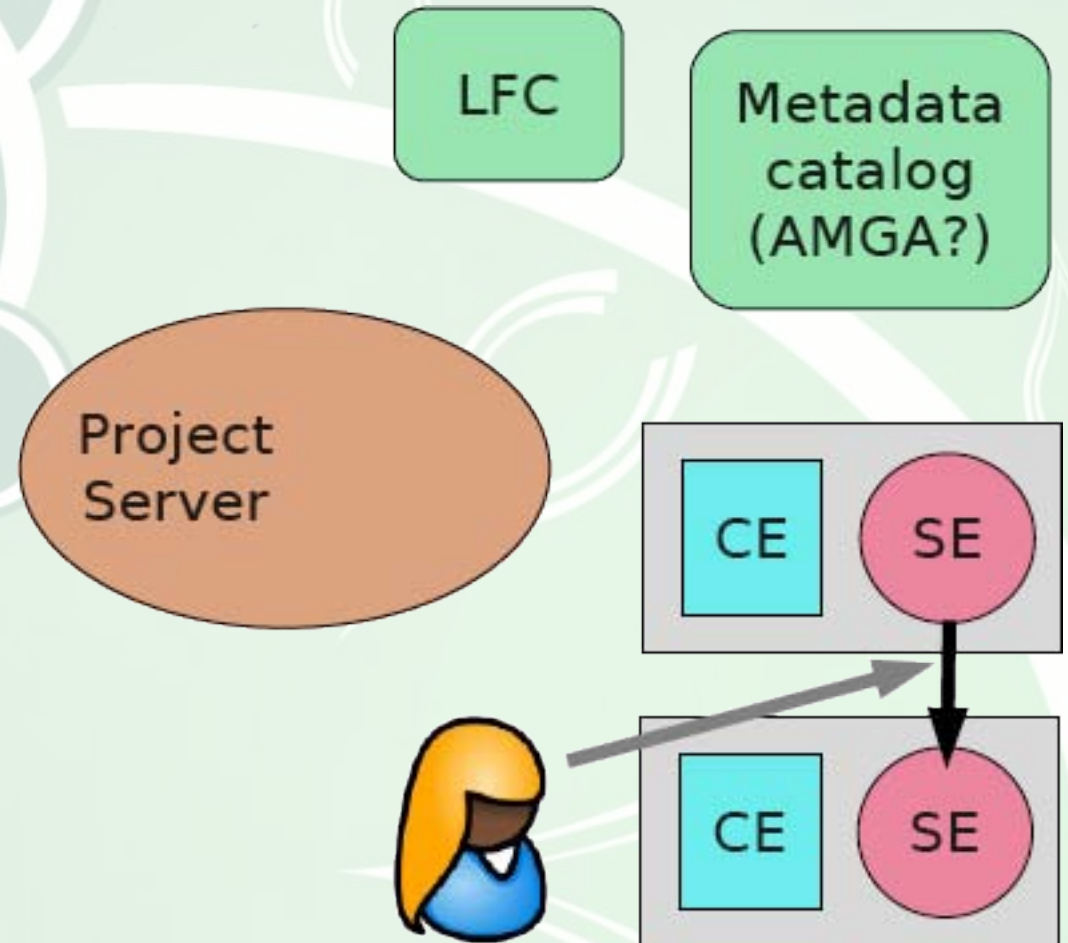 LFC
Metadata
catalog
(AMGA?)
Project
Server
CE
SE
CE
SE